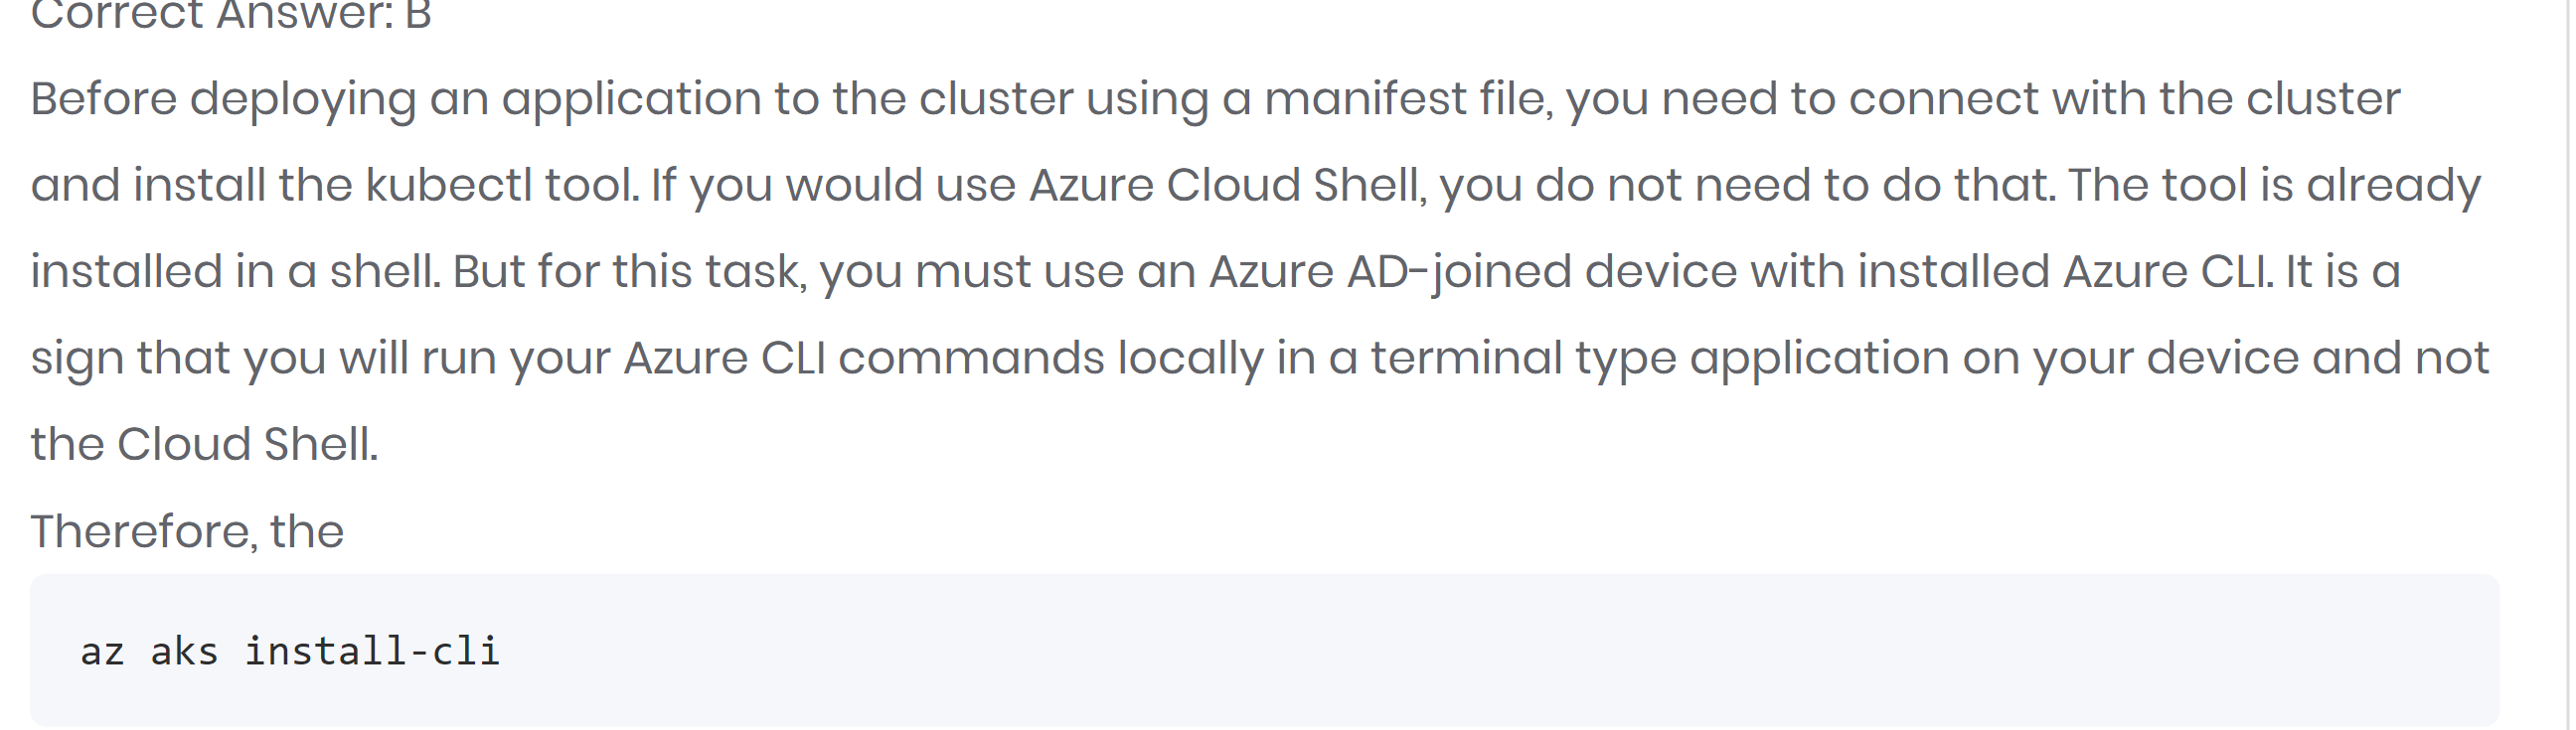 Correct Answer: B
Before deploying an application to the cluster using a manifest file, you need to connect with the cluster
and install the kubectl tool. If you would use Azure Cloud Shell, you do not need to do that. The tool is already
installed in a shell. But for this task, you must use an Azure AD-joined device with installed Azure CLI. It is a
sign that you will run your Azure CLI commands locally in a terminal type application on your device and not
the Cloud Shell.
Therefore, the
az aks install-cli